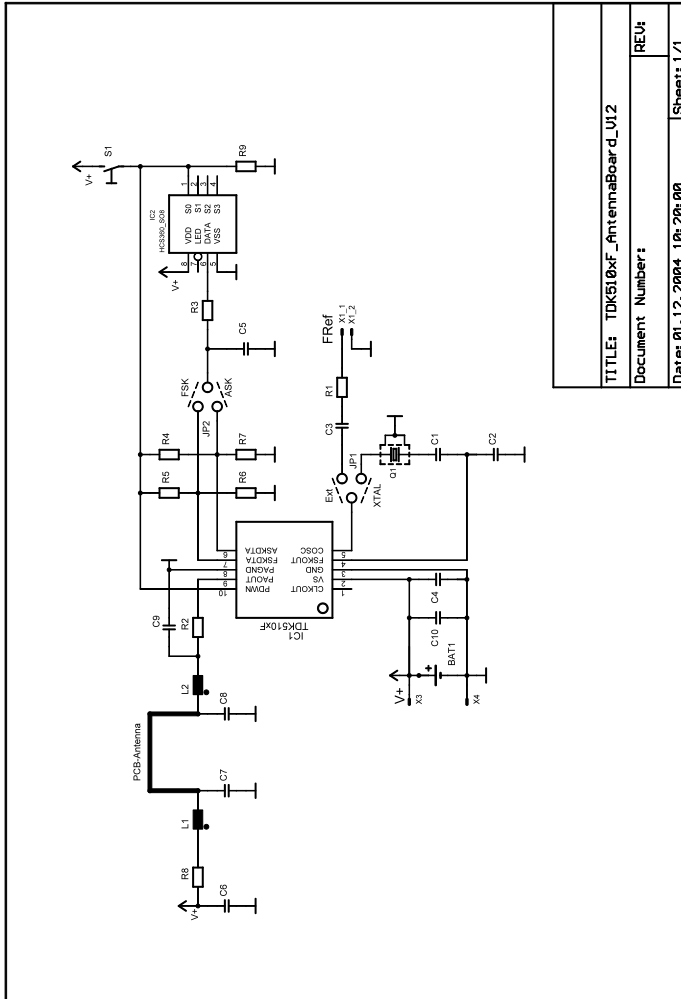 V+
S1
R9
IC2
HCS360_SO8
VDD
LED
DATA
VSS
S0
S1
S2
S3
8
7
6
5
1
2
3
4
V+
R3
C5
FSK
ASK
JP2
R4
R7
R5
R6
FRef
X1_1
X1_2
R1
C3
Ext
XTAL
JP1
Q1
C1
C2
PCB-Antenna
V+
R8
C6
L1
C7
C8
L2
C9
R2
IC1
TDK510xF
PDWN
PAOUT
PAGND
FSKDTA
ASKDTA
10
9
8
7
6
CLKOUT
VS
GND
FSKOUT
COSC
1
2
3
4
5
V+
X3
X4
BAT1
+
C10
C4
TITLE: TDK510xF_AntennaBoard_V12
Document Number:
REV:
Date: 01.12.2004 10:20:00
Sheet: 1/1